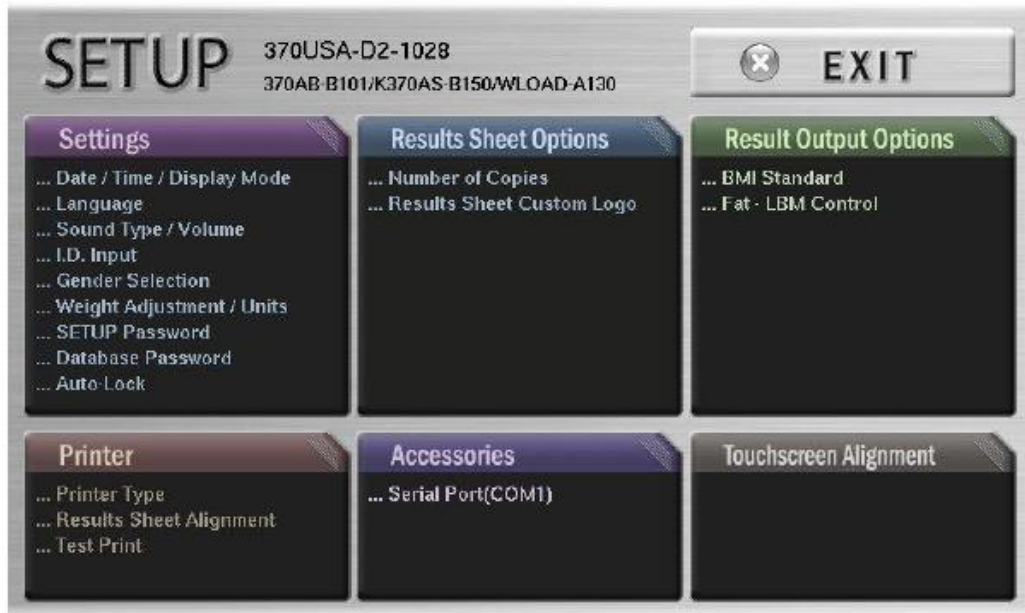 SETUP
370USA-D2-1028
370AB-B101/K370AS-B150/WLOAD-A130
EXIT
Settings
... Date / Time / Display Mode
... Language
... Sound Type / Volume
... I.D. Input
... Gender Selection
... Weight Adjustment / Units
... SETUP Password
... Database Password
... Auto-Lock
Results Sheet Options
... Number of Copies
... Results Sheet Custom Logo
Result Output Options
... BMI Standard
... Fat - LBM Control
Printer
... Printer Type
... Results Sheet Alignment
... Test Print
Accessories
... Serial Port(COM1)
Touchscreen Alignment